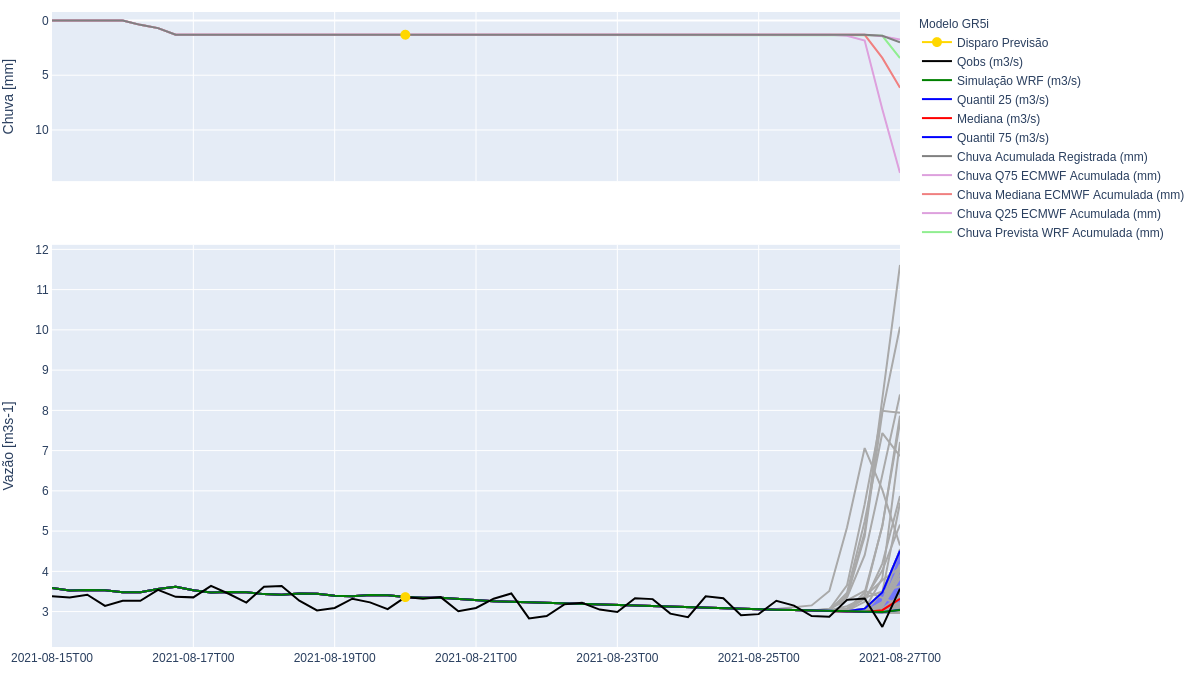 0
5
10
Chuva [mm]
12
11
10
9
8
7
6
5
4
3
Vazão [m3s-1]
2021-08-15T00
2021-08-17T00
2021-08-19T00
2021-08-21T00
2021-08-23T00
2021-08-25T00
2021-08-27T00
Modelo GR5i
Disparo Previsão
Qobs (m3/s)
Simulação WRF (m3/s)
Quantil 25 (m3/s)
Mediana (m3/s)
Quantil 75 (m3/s)
Chuva Acumulada Registrada (mm)
Chuva Q75 ECMWF Acumulada (mm)
Chuva Mediana ECMWF Acumulada (mm)
Chuva Q25 ECMWF Acumulada (mm)
Chuva Prevista WRF Acumulada (mm)